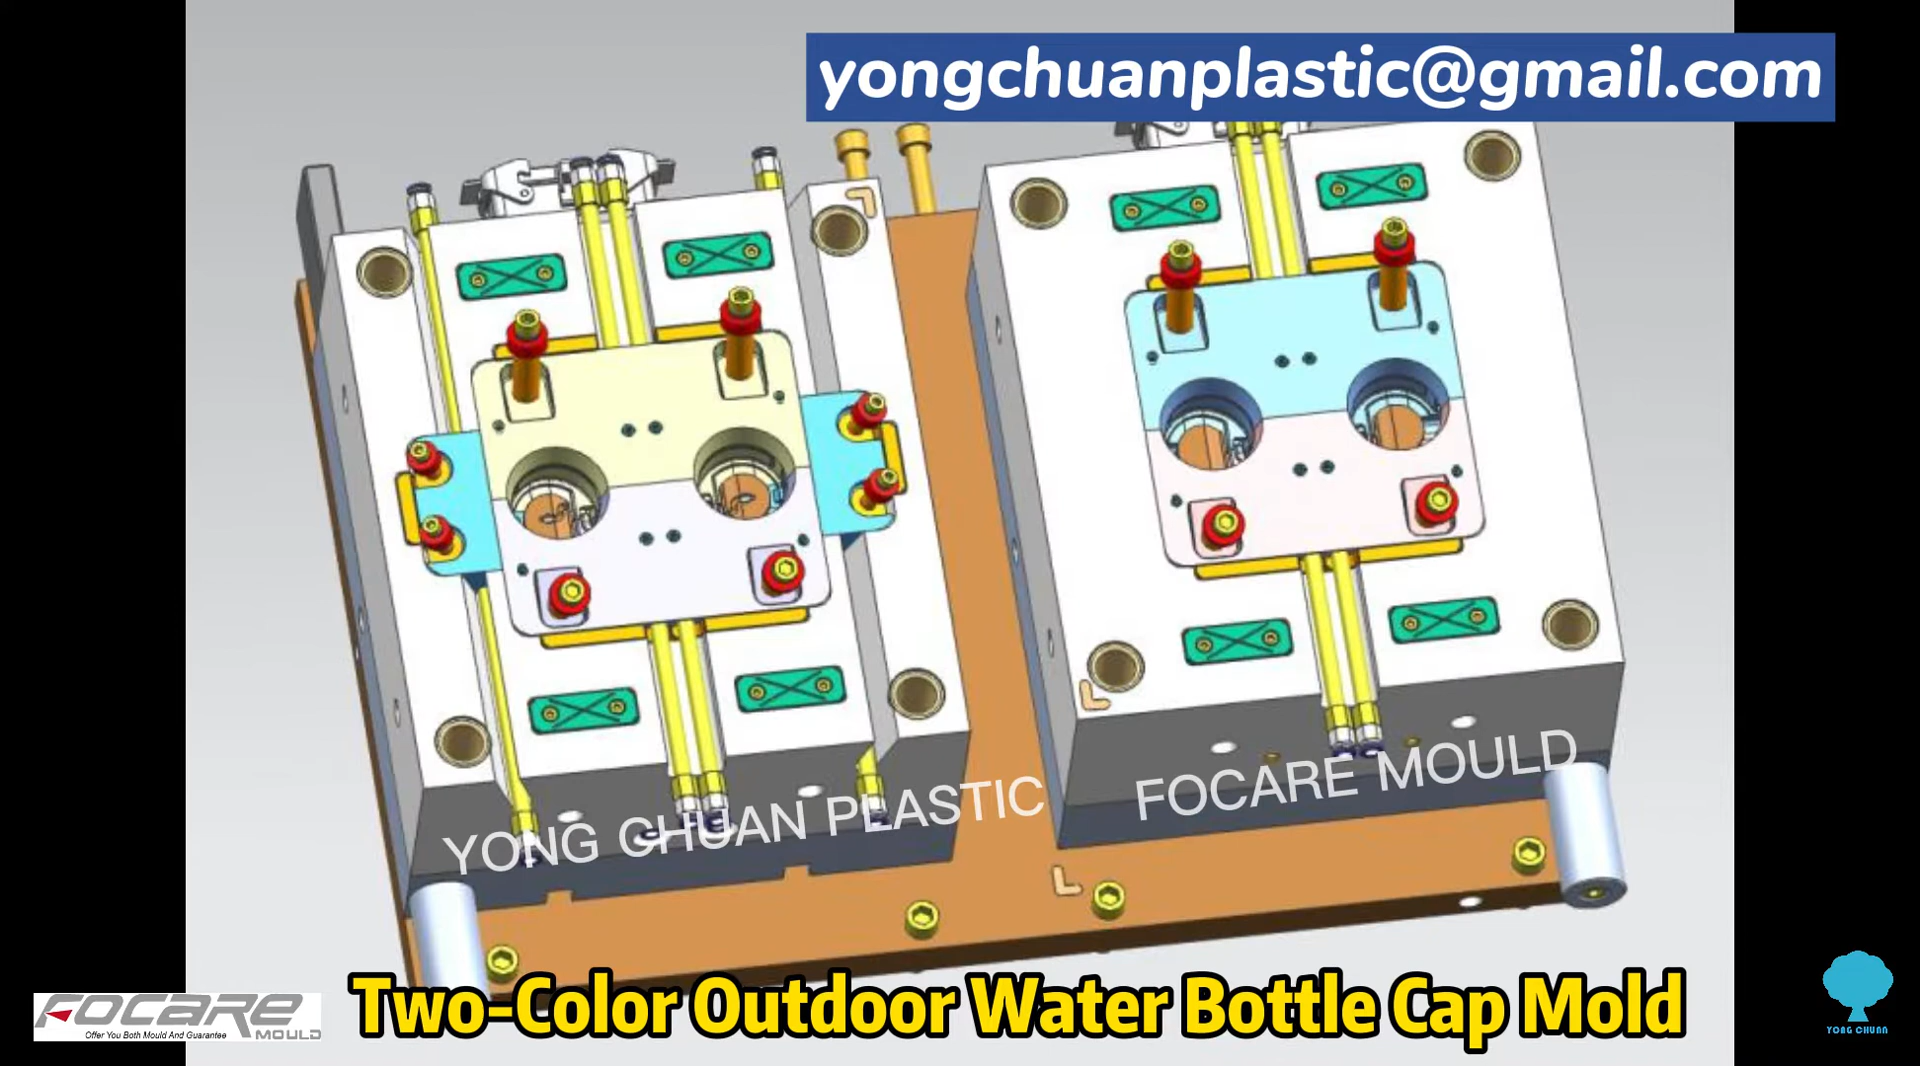 yongchuanplastic@gmail.com
YONG CHUAN PLASTIC
FOCARE MOULD
FOCARE
MOULD
Offer You Both Mould And Guarantee
Two-Color Outdoor Water Bottle Cap Mold
YONG CHUAN